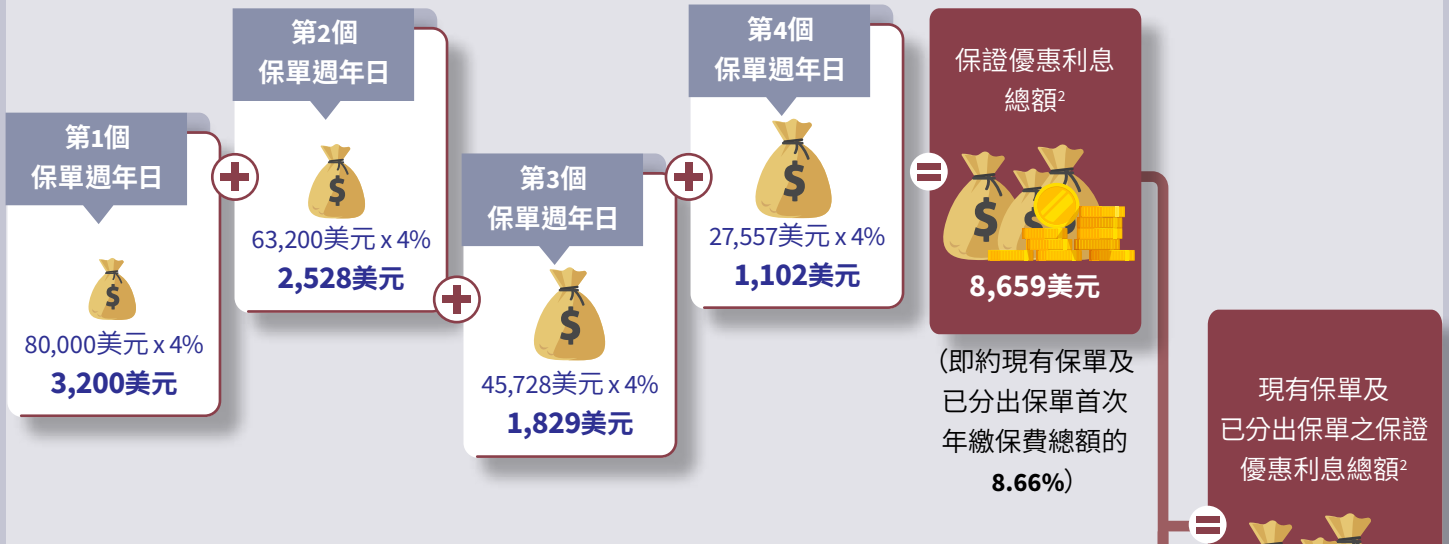 第1個
保單週年日
80,000美元 x 4%
3,200美元
第2個
保單週年日
63,200美元 x 4%
2,528美元
第3個
保單週年日
45,728美元 x 4%
1,829美元
第4個
保單週年日
27,557美元 x 4%
1,102美元
保證優惠利息
總額2
8,659美元
（即約現有保單及
已分出保單首次
年繳保費總額的
8.66%）
現有保單及
已分出保單之保證
優惠利息總額2